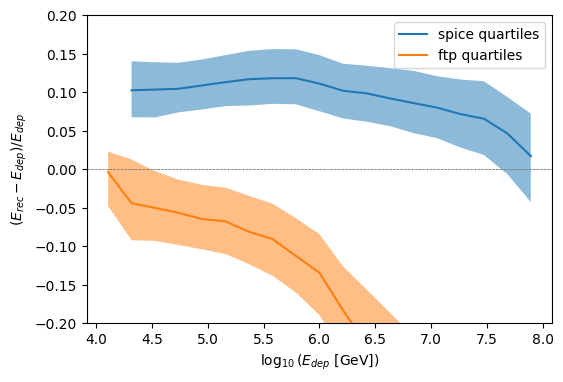 0.20
0.15
0.10
0.05
0.00
−0.05
−0.10
−0.15
−0.20
(E_rec − E_dep)/E_dep
spice quartiles
ftp quartiles
4.0 4.5 5.0 5.5 6.0 6.5 7.0 7.5 8.0
log₁₀(E_dep [GeV])